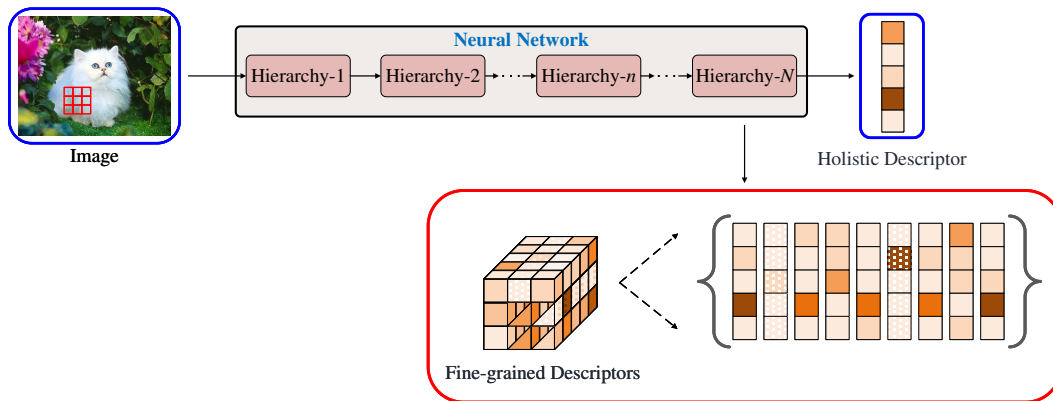 Neural Network
Hierarchy-1
Hierarchy-2
Hierarchy-n
Hierarchy-N
Image
Holistic Descriptor
Fine-grained Descriptors